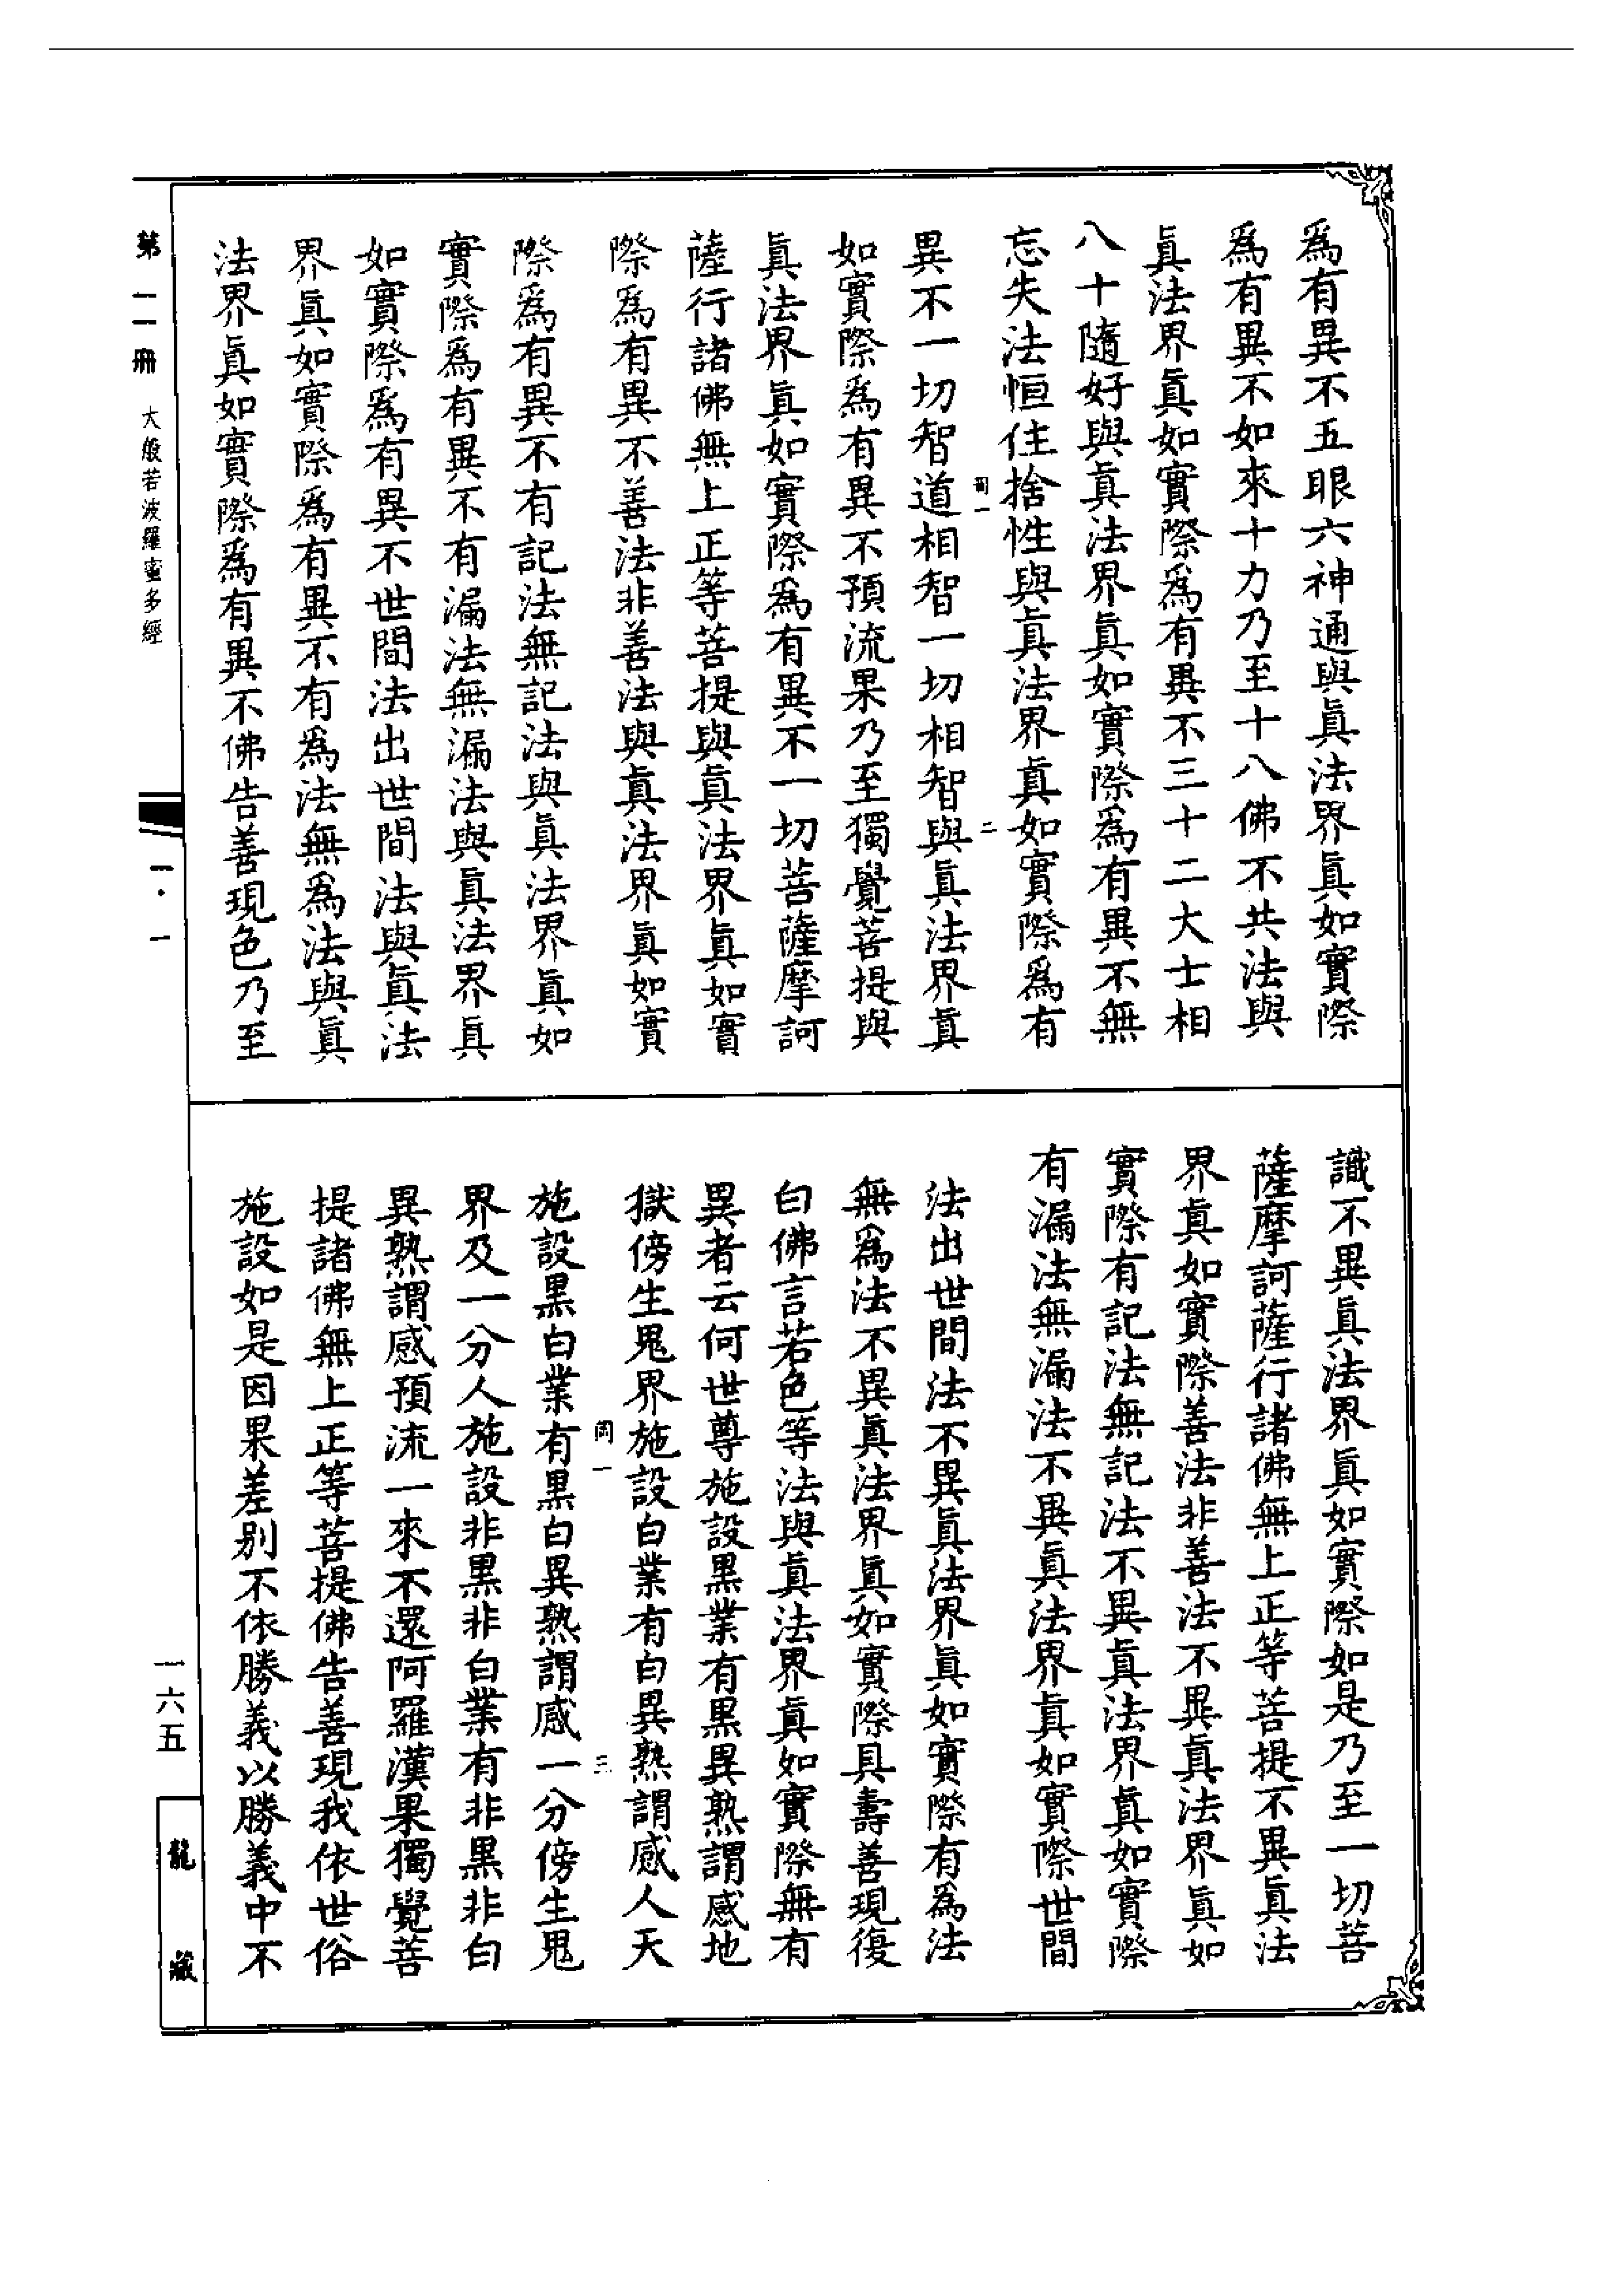 為有異不五眼六神通與眞法界眞如實際
為有異不如來十力乃至十八佛不共法與
眞法界眞如實際為有異不三十二大士相
八十隨好與眞法界眞如實際為有異不無
忘失法恒住捨性與眞法界眞如實際為有
岡一
二
異不一切智道相智一切相智與眞法界眞
如實際為有異不預流果乃至獨覺菩提與
眞法界眞如實際為有異不一切菩薩摩訶
薩行諸佛無上正等菩提與眞法界眞如實
際為有異不善法非善法與眞法界眞如實
際為有異不有記法無記法與眞法界眞如
實際為有異不有漏法無漏法與眞法界眞
如實際為有異不世間法出世間法與眞法
界眞如實際為有異不有為法無為法與眞
法界眞如實際為有異不佛告善現色乃至
識不異眞法界眞如實際如是乃至一切菩
薩摩訶薩行諸佛無上正等菩提不異眞法
界眞如實際善法非善法不異眞法界眞如
實際有記法無記法不異眞法界眞如實際
有漏法無漏法不異眞法界眞如實際世間
法出世間法不異眞法界眞如實際有為法
無為法不異眞法界眞如實際具壽善現復
白佛言若色等法與眞法界眞如實際無有
異者云何世尊施設黑業有黑異熟謂感地
獄傍生鬼界施設白業有白異熟謂感人天
岡一
三
施設黑白業有黑白異熟謂感一分傍生鬼
界及一分人施設非黑非白業有非黑非白
異熟謂感預流一來不還阿羅漢果獨覺菩
提諸佛無上正等菩提佛告善現我依世俗
施設如是因果差別不依勝義以勝義中不
第一一冊 大般若波羅蜜多經
一·一
一六五
龍藏